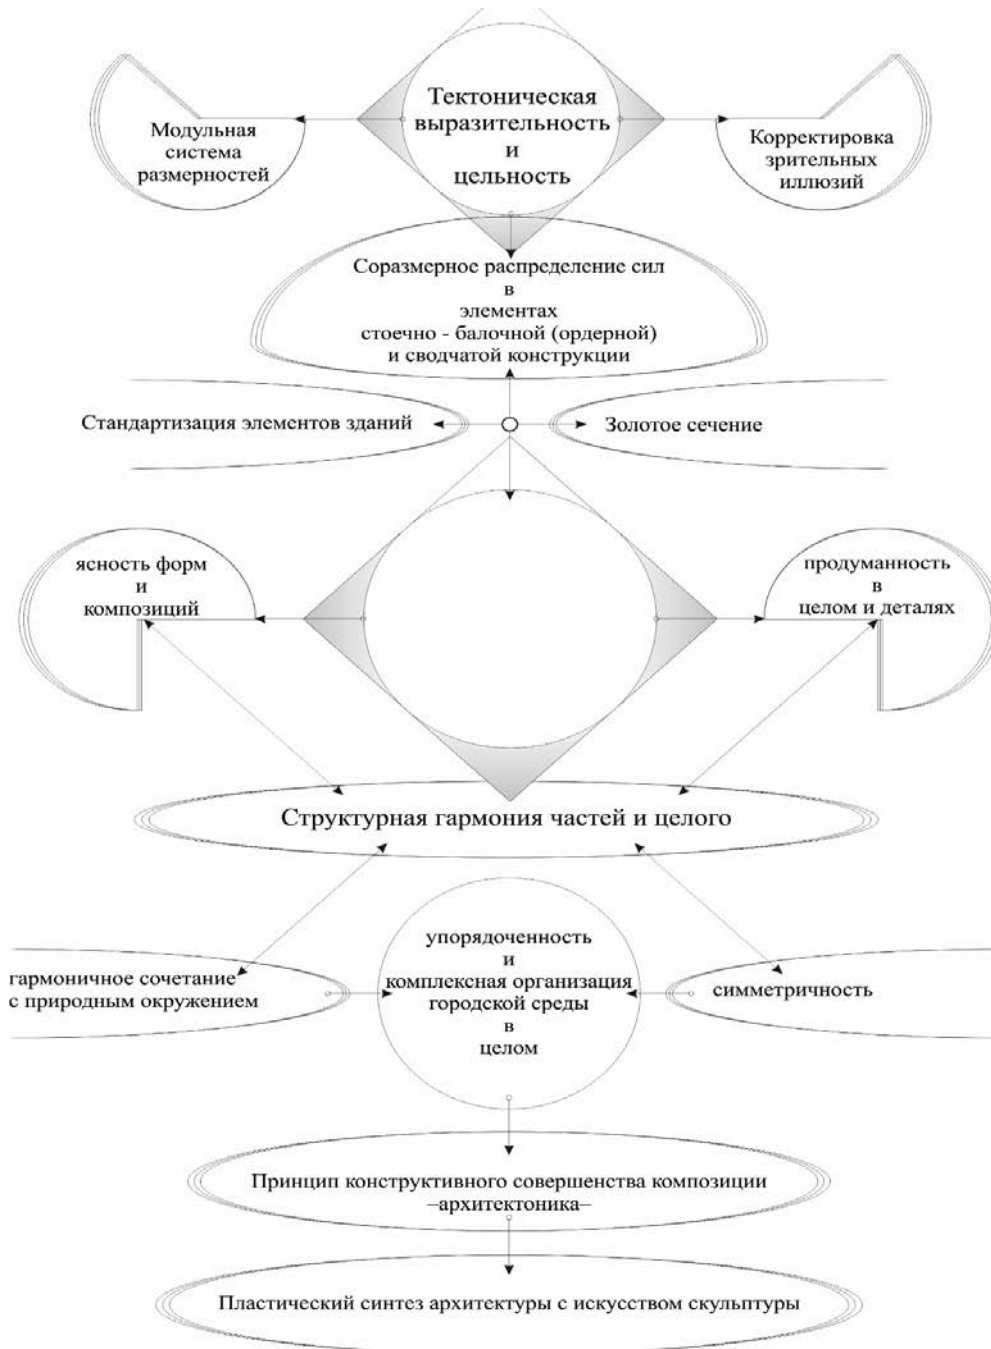 Тектоническая
выразительность
и
цельность
Модульная
система
размерностей
Корректировка
зрительных
иллюзий
Соразмерное распределение сил
в
элементах
стоечно - балочной (ордерной)
и сводчатой конструкции
Стандартизация элементов зданий
Золотое сечение
ясность форм
и
композиций
продуманность
в
целом и деталях
Структурная гармония частей и целого
гармоничное сочетание
с природным окружением
упорядоченность
и
комплексная организация
городской среды
в
целом
симметричность
Принцип конструктивного совершенства композиции
–архитектоника–
Пластический синтез архитектуры с искусством скульптуры